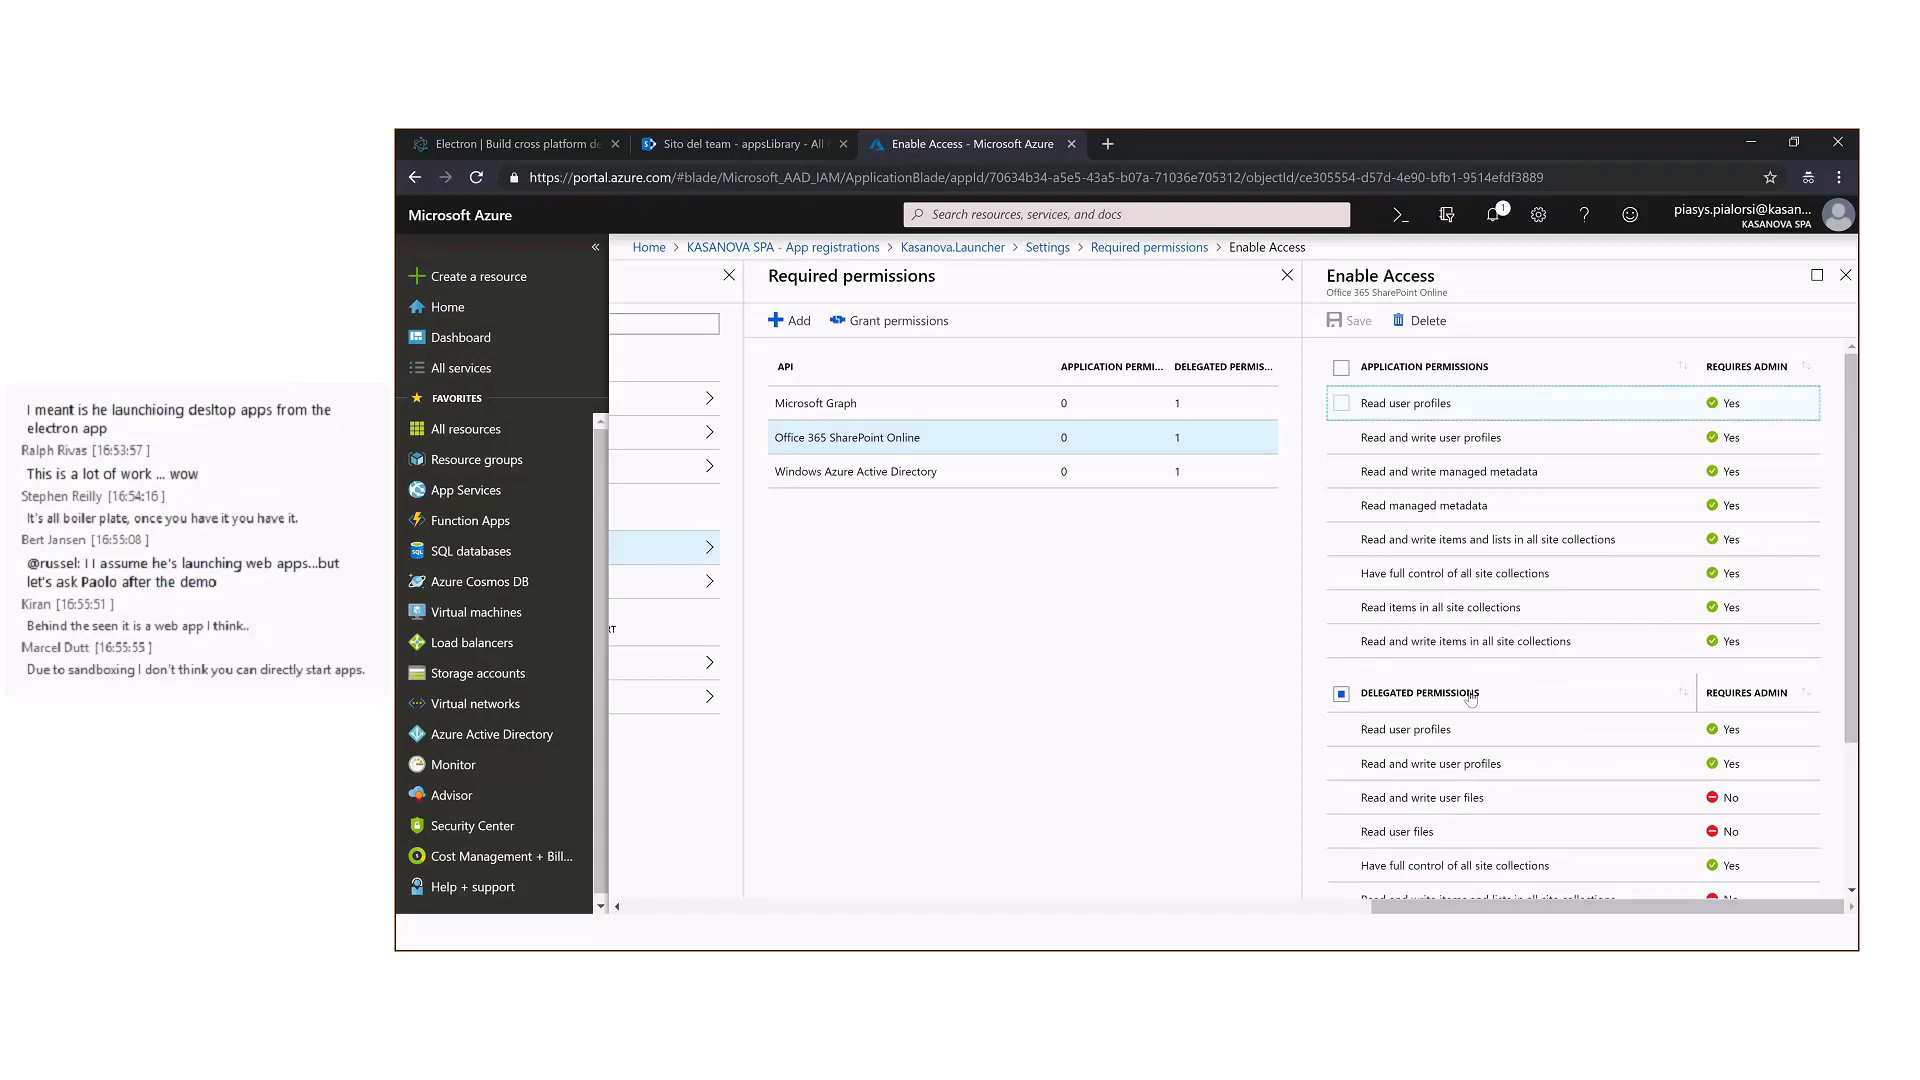 I meant is he launchioing desltop apps from the
electron app
Ralph Rivas [16:53:57 ]
This is a lot of work ... wow
Stephen Reilly [16:54:16 ]
It's all boiler plate, once you have it you have it.
Bert Jansen [16:55:08 ]
@russel: I I assume he's launching web apps...but
let's ask Paolo after the demo
Kiran [16:55:51 ]
Behind the seen it is a web app I think..
Marcel Dutt [16:55:55 ]
Due to sandboxing I don't think you can directly start apps.
Electron | Build cross platform de
Sito del team - appsLibrary - All
Enable Access - Microsoft Azure
https://portal.azure.com/#blade/Microsoft_AAD_IAM/ApplicationBlade/appId/70634b34-a5e5-43a5-b07a-71036e705312/objectId/ce305554-d57d-4e90-bfb1-9514efdf3889
Microsoft Azure
Search resources, services, and docs
1
piasys.pialorsi@kasan...
KASANOVA SPA
Create a resource
Home
Dashboard
All services
FAVORITES
All resources
Resource groups
App Services
Function Apps
SQL databases
Azure Cosmos DB
Virtual machines
Load balancers
Storage accounts
Virtual networks
Azure Active Directory
Monitor
Advisor
Security Center
Cost Management + Bill...
Help + support
Home > KASANOVA SPA - App registrations > Kasanova.Launcher > Settings > Required permissions > Enable Access
RT
Required permissions
Add Grant permissions
API APPLICATION PERMI... DELEGATED PERMIS...
Microsoft Graph 0 1
Office 365 SharePoint Online 0 1
Windows Azure Active Directory 0 1
Enable Access
Office 365 SharePoint Online
Save Delete
APPLICATION PERMISSIONS REQUIRES ADMIN
Read user profiles Yes
Read and write user profiles Yes
Read and write managed metadata Yes
Read managed metadata Yes
Read and write items and lists in all site collections Yes
Have full control of all site collections Yes
Read items in all site collections Yes
Read and write items in all site collections Yes
DELEGATED PERMISSIONS REQUIRES ADMIN
Read user profiles Yes
Read and write user profiles Yes
Read and write user files No
Read user files No
Have full control of all site collections Yes
Read and write items and lists in all site collections No